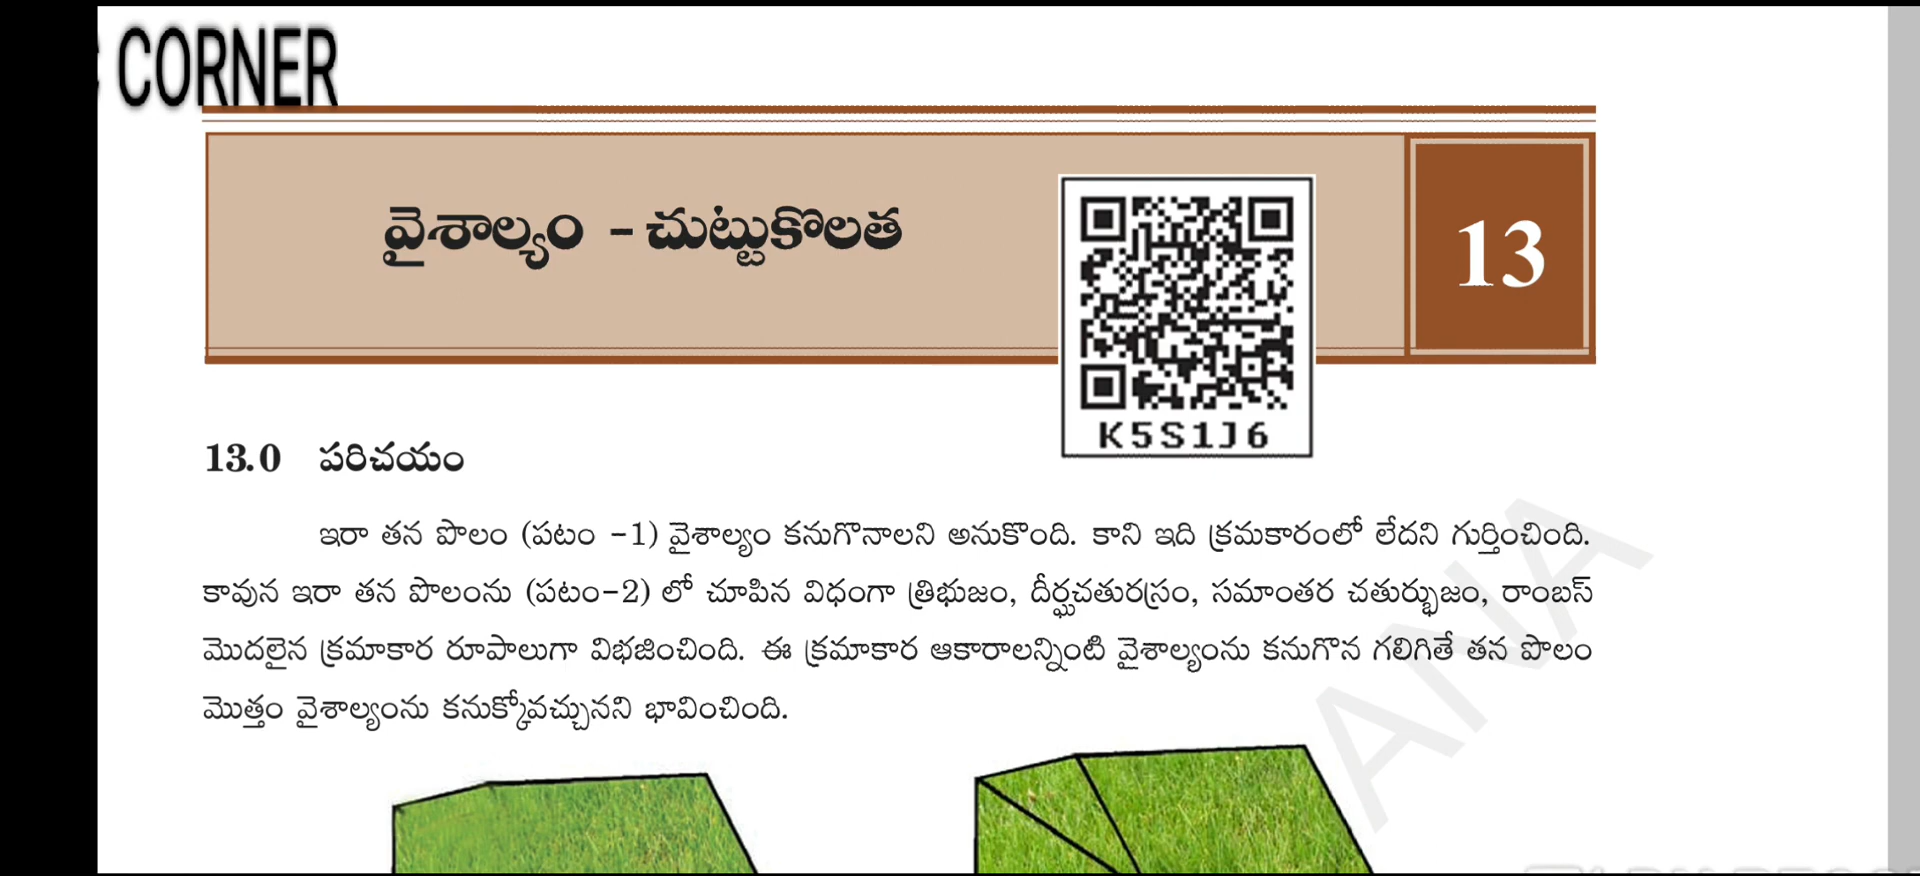 CORNER
వైశాల్యం - చుట్టుకొలత
13
K5S1J6
13.0 పరిచయం
ఇరా తన పొలం (పటం -1) వైశాల్యం కనుగొనాలని అనుకొంది. కాని ఇది క్రమకారంలో లేదని గుర్తించింది.
కావున ఇరా తన పొలంను (పటం-2) లో చూపిన విధంగా త్రిభుజం, దీర్ఘచతురస్రం, సమాంతర చతుర్భుజం, రాంబస్
మొదలైన క్రమాకార రూపాలుగా విభజించింది. ఈ క్రమాకార ఆకారాలన్నింటి వైశాల్యంను కనుగొన గలిగితే తన పొలం
మొత్తం వైశాల్యంను కనుక్కోవచ్చునని భావించింది.
ANA